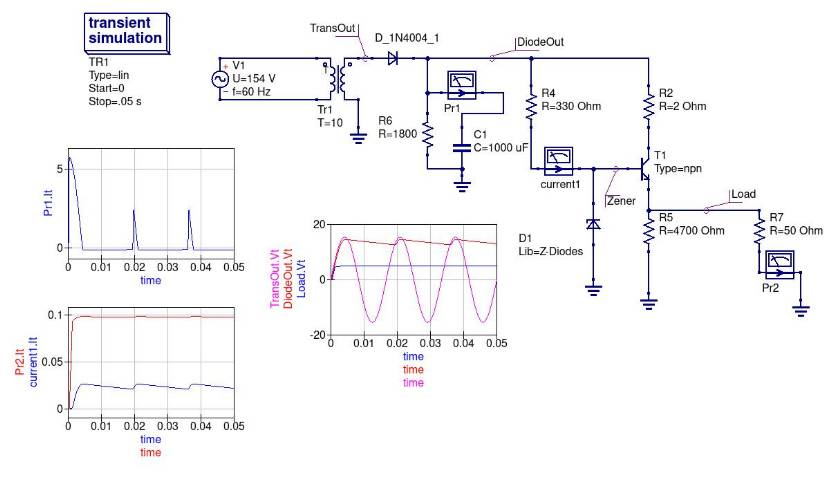 transient
simulation
TR1
Type=lin
Start=0
Stop=.05 s
V1
U=154 V
f=60 Hz
+
−
Tr1
T=10
TransOut
D_1N4004_1
DiodeOut
Pr1
R6
R=1800
C1
C=1000 uF
R4
R=330 Ohm
R2
R=2 Ohm
current1
T1
Type=npn
Zener
Load
D1
Lib=Z-Diodes
R5
R=4700 Ohm
R7
R=50 Ohm
Pr2
Pr1.It
5
0
0 0.01 0.02 0.03 0.04 0.05
time
Pr2.It
current1.It
0.1
0.05
0
0 0.01 0.02 0.03 0.04 0.05
time
time
TransOut.Vt
DiodeOut.Vt
Load.Vt
20
0
-20
0 0.01 0.02 0.03 0.04 0.05
time
time
time